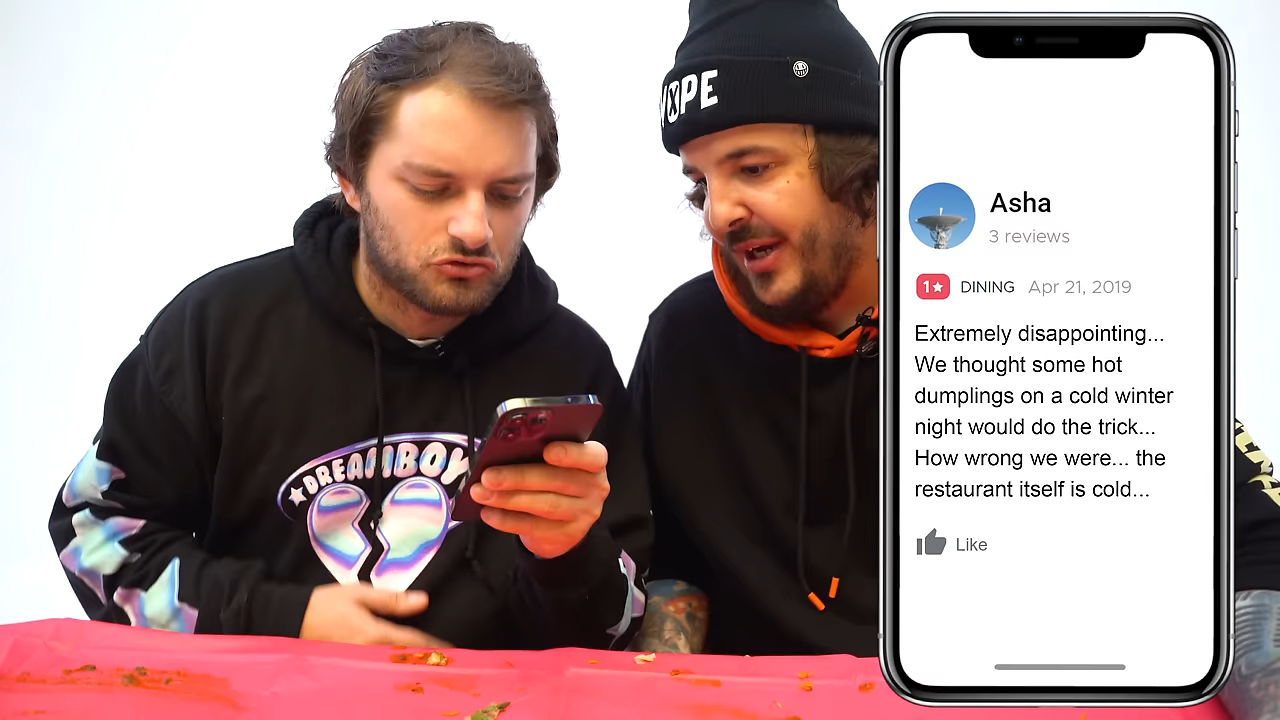 NOPE
DREAMBOY
Asha
3 reviews
1★ DINING Apr 21, 2019
Extremely disappointing...
We thought some hot
dumplings on a cold winter
night would do the trick...
How wrong we were... the
restaurant itself is cold...
Like